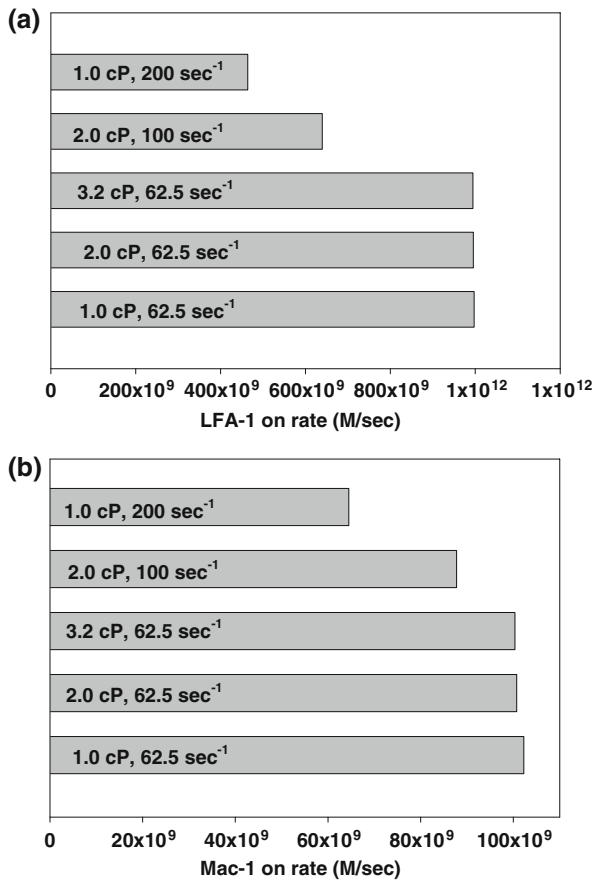 (a)
1.0 cP, 200 sec⁻¹
2.0 cP, 100 sec⁻¹
3.2 cP, 62.5 sec⁻¹
2.0 cP, 62.5 sec⁻¹
1.0 cP, 62.5 sec⁻¹
0 200x10⁹ 400x10⁹ 600x10⁹ 800x10⁹ 1x10¹² 1x10¹²
LFA-1 on rate (M/sec)
(b)
1.0 cP, 200 sec⁻¹
2.0 cP, 100 sec⁻¹
3.2 cP, 62.5 sec⁻¹
2.0 cP, 62.5 sec⁻¹
1.0 cP, 62.5 sec⁻¹
0 20x10⁹ 40x10⁹ 60x10⁹ 80x10⁹ 100x10⁹
Mac-1 on rate (M/sec)